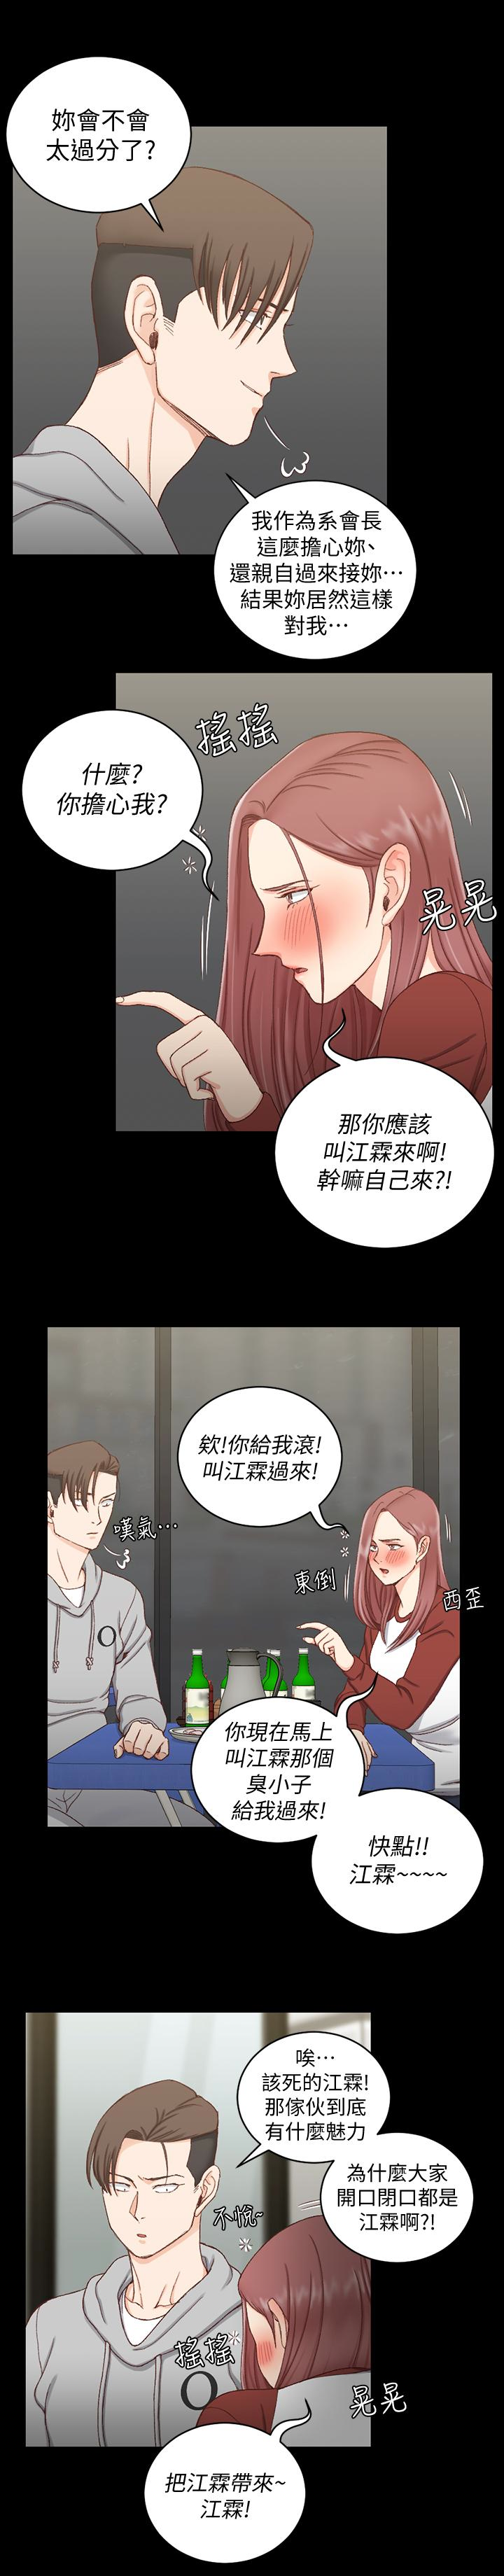 妳會不會
太過分了?
我作為系會長
這麼擔心妳、
還親自過來接妳…
結果妳居然這樣
對我…
搖搖
什麼?
你擔心我?
晃晃
那你應該
叫江霖來啊!
幹嘛自己來?!
欸!你給我滾!
叫江霖過來!
嘆氣…
東倒
西歪
你現在馬上
叫江霖那個
臭小子
給我過來!
快點!!
江霖~~~~
唉…
該死的江霖!
那傢伙到底
有什麼魅力
為什麼大家
開口閉口都是
江霖啊?!
不悅~
搖搖
晃晃
把江霖帶來~
江霖!